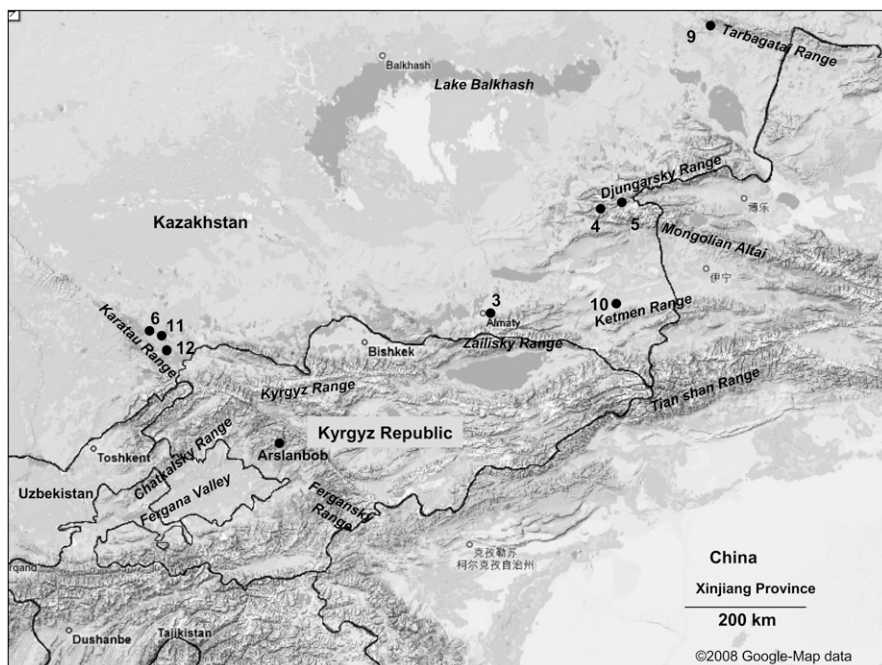 9
Tarbagatai Range
Balkhash
Lake Balkhash
Djungarsky Range
博乐
4
5
Kazakhstan
Mongolian Altai
伊宁
3
10
Almaty
Ketmen Range
6
11
12
Karatau Range
Bishkek
Zailisky Range
Kyrgyz Range
Tian shan Range
Kyrgyz Republic
Toshkent
Chatkalsky Range
Arslanbob
Uzbekistan
Fergana Valley
Fergansky
Range
克孜勒苏
柯尔克孜自治州
China
Xinjiang Province
200 km
rqand
Dushanbe
Tajikistan
©2008 Google-Map data